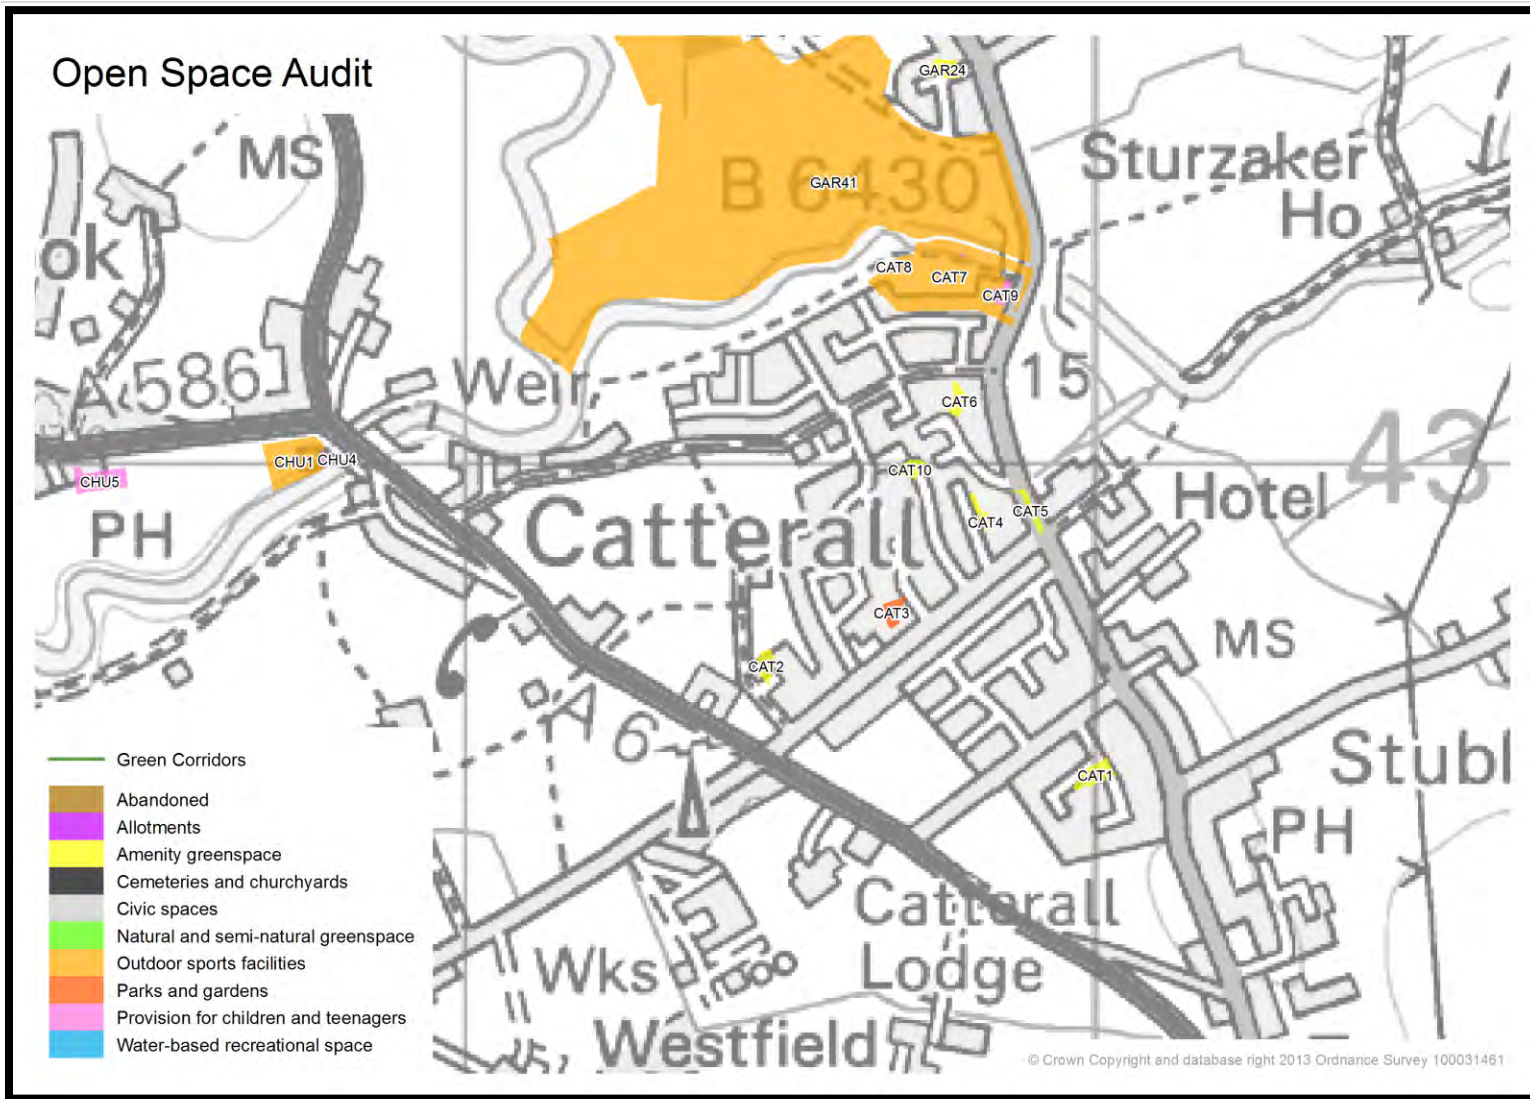 Open Space Audit
GAR24
MS
Sturzaker
Ho
B 6430
GAR41
ok
CAT8
CAT7
CAT9
A 586
Weir
15
CAT6
43
CHU1
CHU4
CAT10
CHU5
Hotel
PH
Catterall
CAT4
CAT5
CAT3
MS
CAT2
A 6
Stubl
CAT1
PH
Catterall
Lodge
Wks
Westfield
Green Corridors
Abandoned
Allotments
Amenity greenspace
Cemeteries and churchyards
Civic spaces
Natural and semi-natural greenspace
Outdoor sports facilities
Parks and gardens
Provision for children and teenagers
Water-based recreational space
© Crown Copyright and database right 2013 Ordnance Survey 100031461